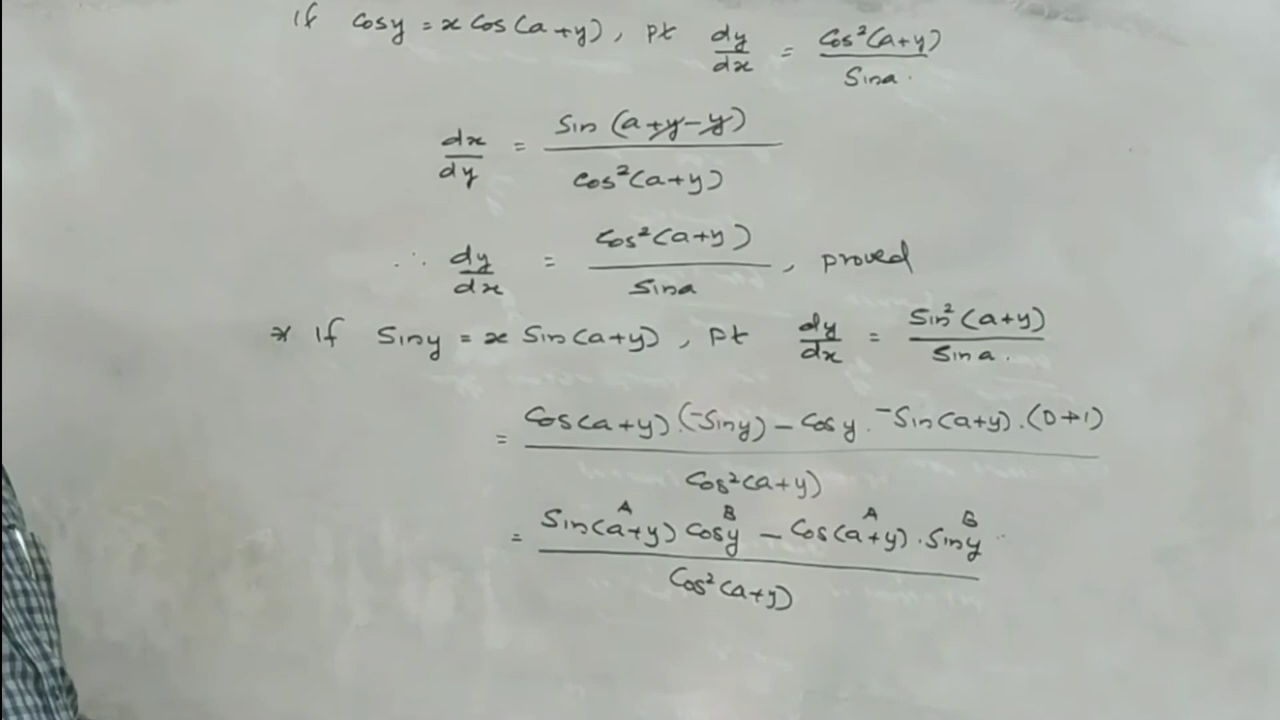 If Cosy = x Cos(a+y), pt dy/dx = Cos²(a+y)/Sina.
dx/dy = Sin(a+y-y)/Cos²(a+y)
∴ dy/dx = Cos²(a+y)/Sina, proved
* If Siny = x Sin(a+y), pt dy/dx = Sin²(a+y)/Sina.
= Cos(a+y).(-Siny) - Cosy.-Sin(a+y).(0+1)/Cos²(a+y)
A B A B
= Sin(a+y) Cosy - Cos(a+y).Siny/Cos²(a+y)